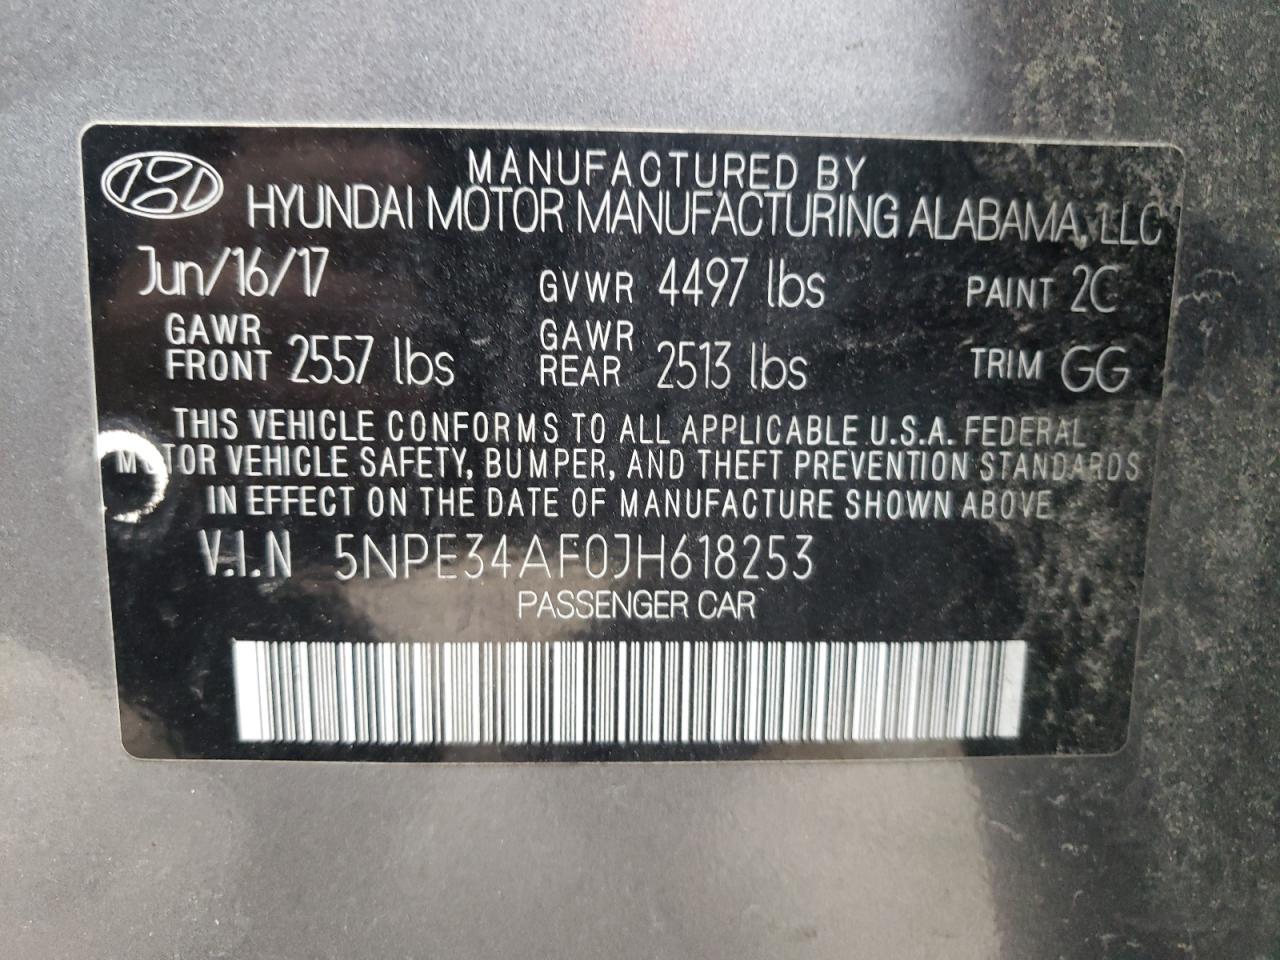 MANUFACTURED BY
HYUNDAI MOTOR MANUFACTURING ALABAMA, LLC
Jun/16/17 GVWR 4497 lbs PAINT 2C
GAWR FRONT 2557 lbs GAWR REAR 2513 lbs TRIM GG
THIS VEHICLE CONFORMS TO ALL APPLICABLE U.S.A. FEDERAL
MOTOR VEHICLE SAFETY, BUMPER, AND THEFT PREVENTION STANDARDS
IN EFFECT ON THE DATE OF MANUFACTURE SHOWN ABOVE
V.I.N 5NPE34AF0JH618253
PASSENGER CAR